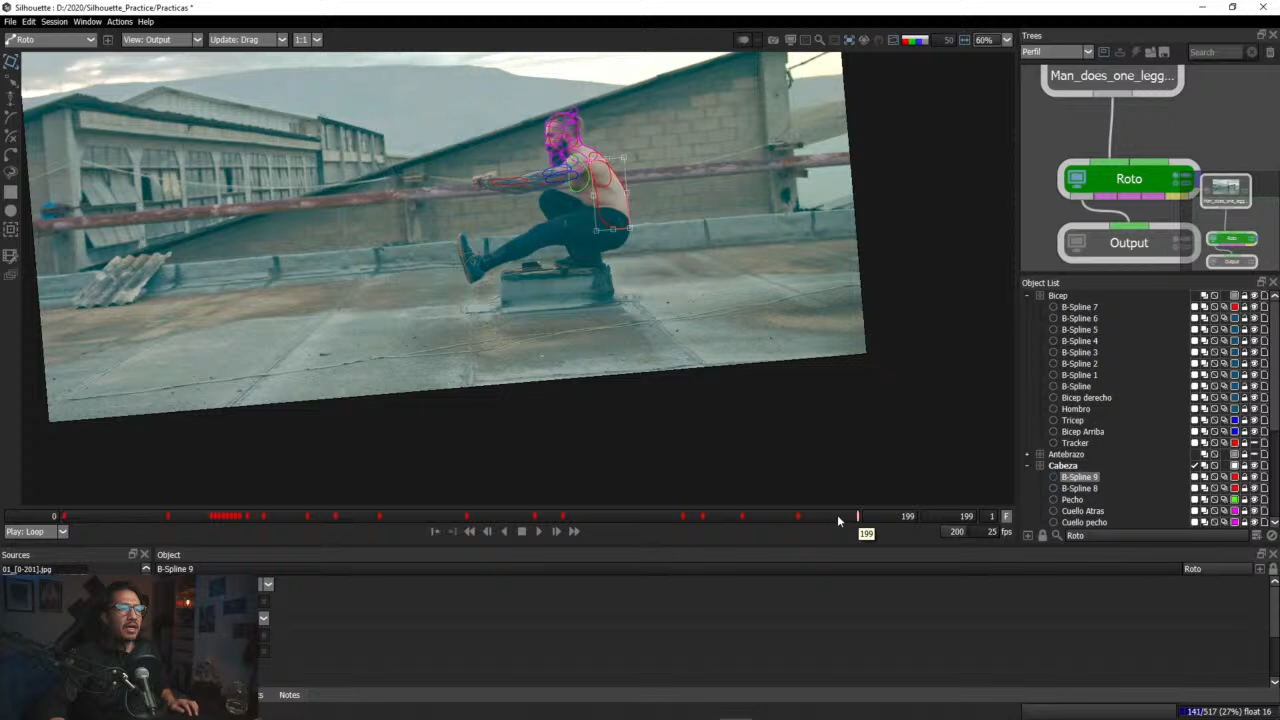 Silhouette : D:/2020/Silhouette_Practice/Practicas *
File Edit Session Window Actions Help
Roto View: Output Update: Drag 1:1 50 60%
Trees
Perfil Search
Man_does_one_legg...
Roto
Man_does_one_legg...
Output
Roto
Output
Object List
Bicep
B-Spline 7
B-Spline 6
B-Spline 5
B-Spline 4
B-Spline 3
B-Spline 2
B-Spline 1
B-Spline
Bicep derecho
Hombro
Tricep
Bicep Arriba
Tracker
Antebrazo
Cabeza
B-Spline 9
B-Spline 8
Pecho
Cuello Atras
Cuello pecho
0 199 199 1 F
Play: Loop 199 200 25 fps
Roto
Sources Object
01_[0-201].jpg B-Spline 9 Roto
Notes
141/517 (27%) float 16